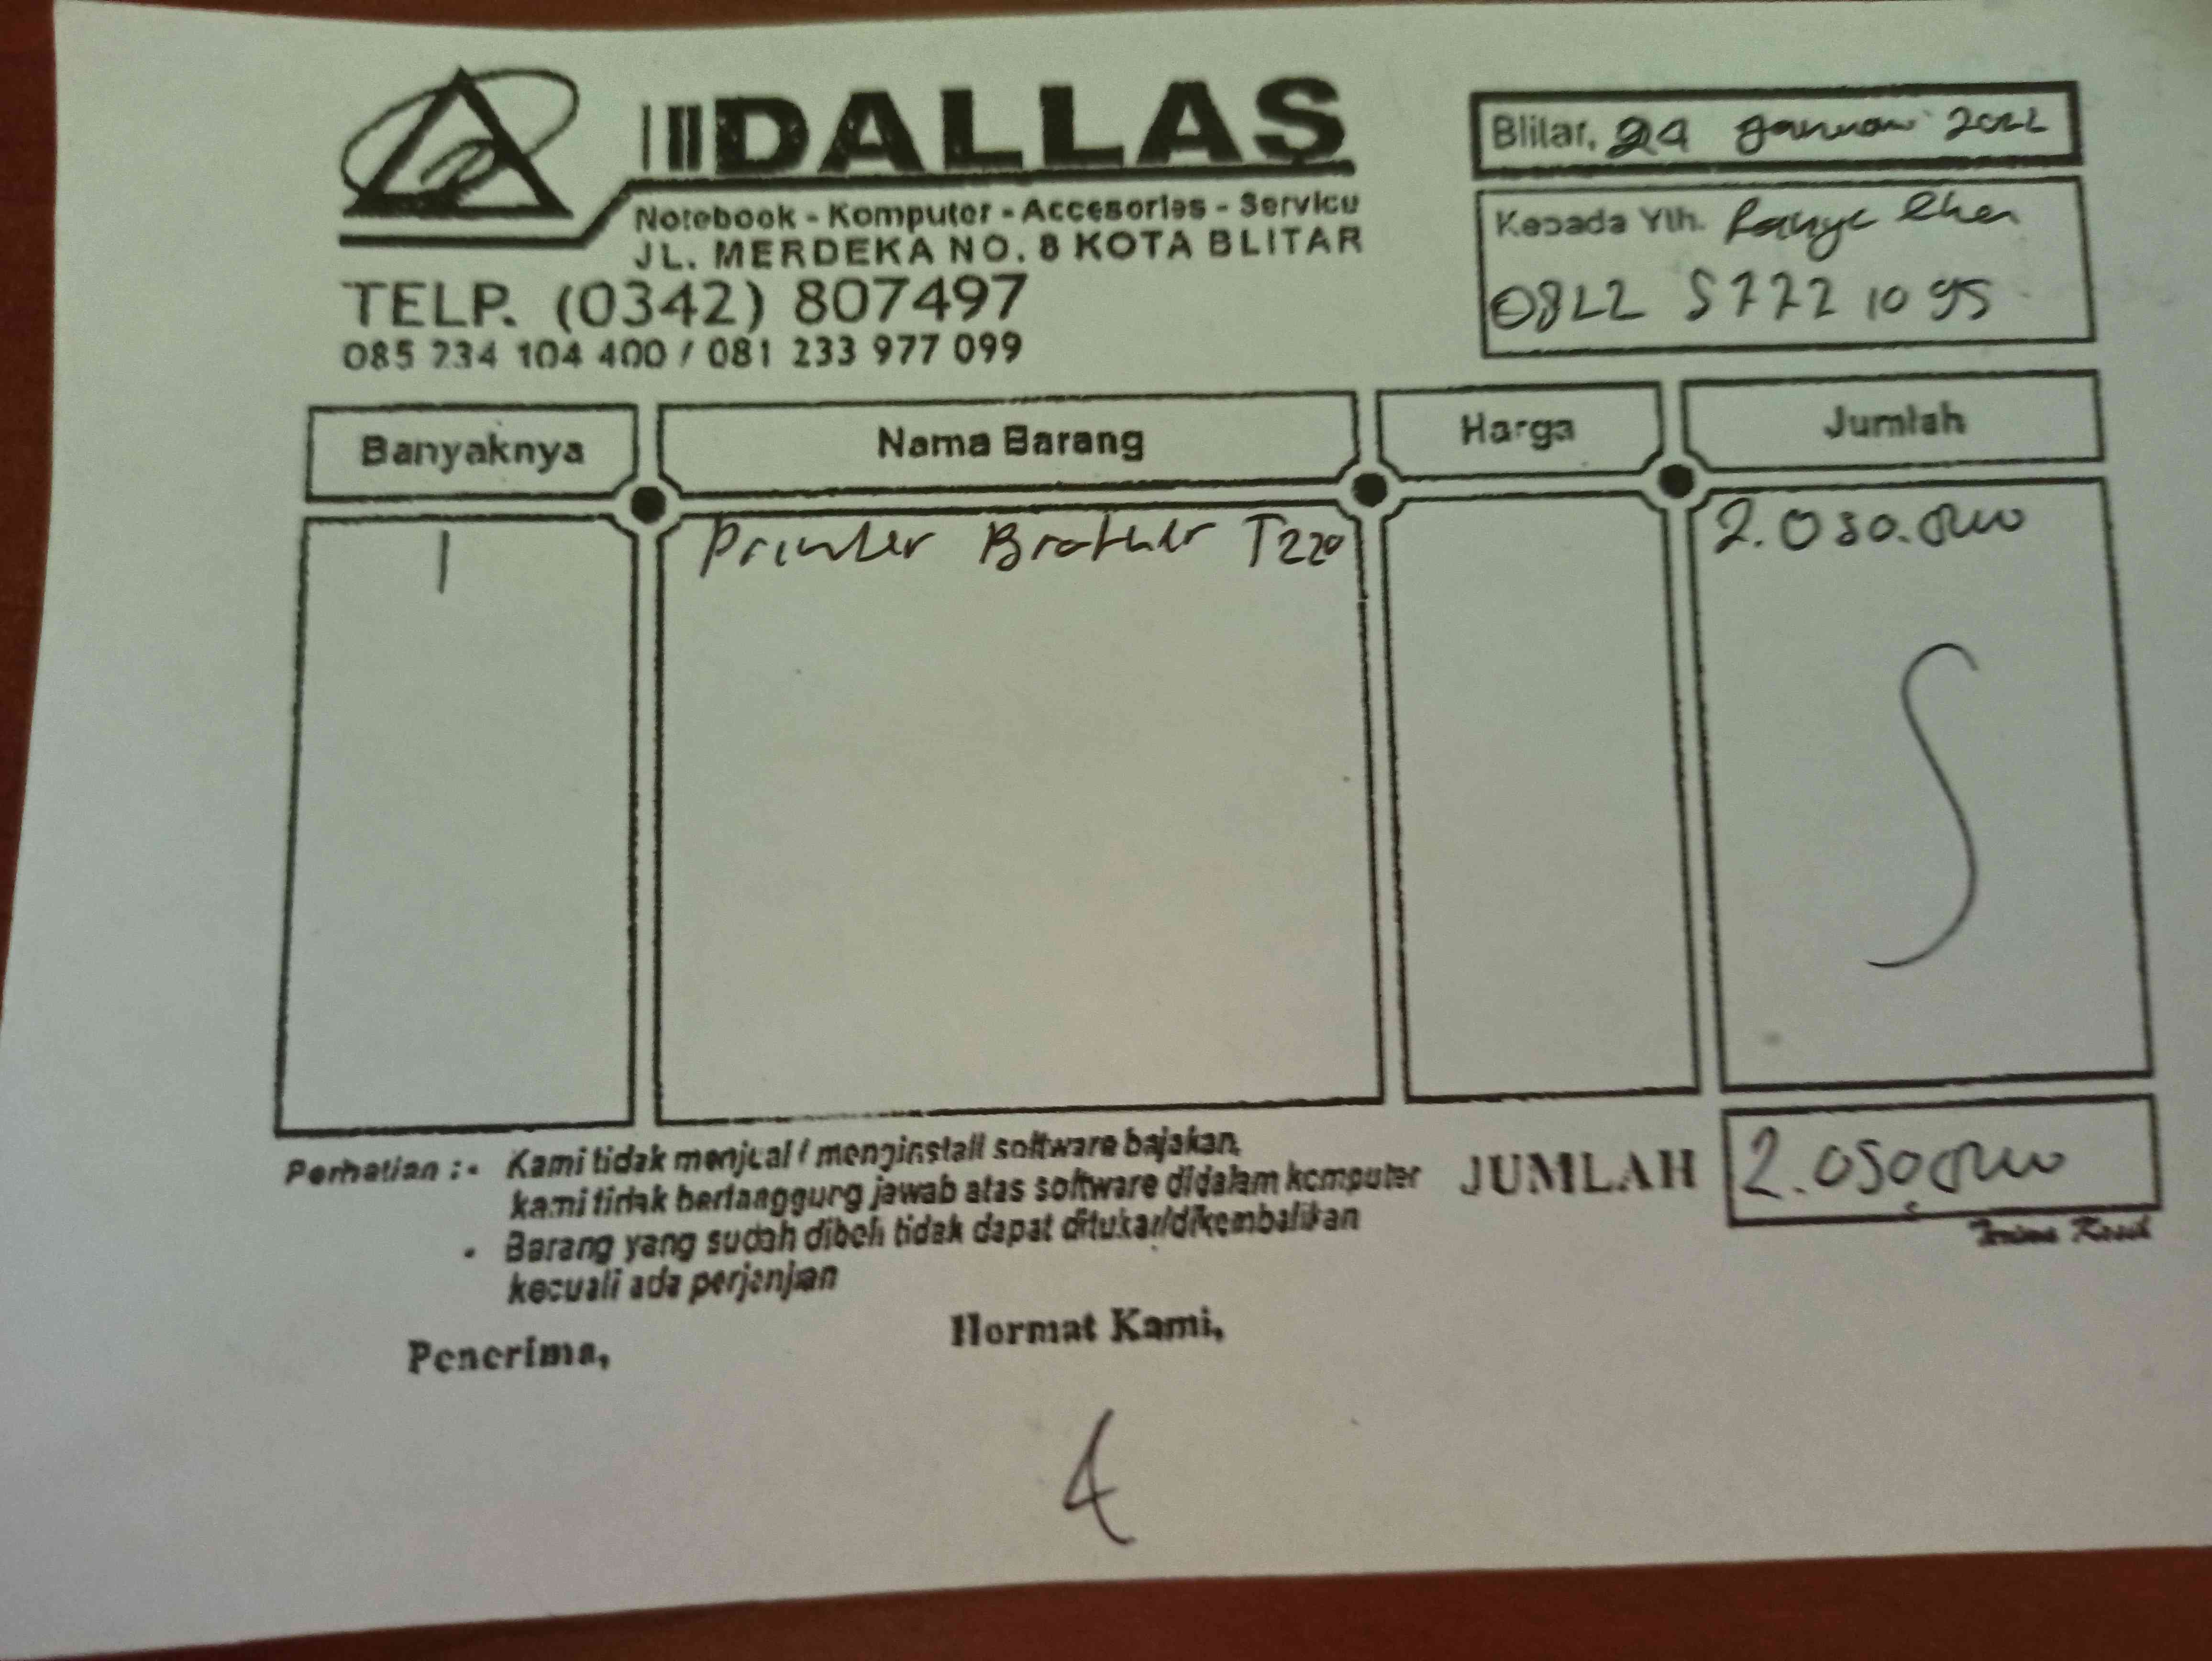 DALLAS
Notebook - Komputer - Accesories - Service
JL. MERDEKA NO. 8 KOTA BLITAR
TELP. (0342) 807497
085 234 104 400 / 081 233 977 099
Blitar, 24 Januari 2022
Kepada Yth.
0822 5772 1095
Banyaknya Nama Barang Harga Jumlah
1 Printer Brother T220 2.050.000
Perhatian : - Kami tidak menjual / menginstall software bajakan,
kami tidak bertanggung jawab atas software didalam komputer
- Barang yang sudah dibeli tidak dapat ditukar/dikembalikan
kecuali ada perjanjian
JUMLAH 2.050.000
Terima Kasih
Penerima,
Hormat Kami,